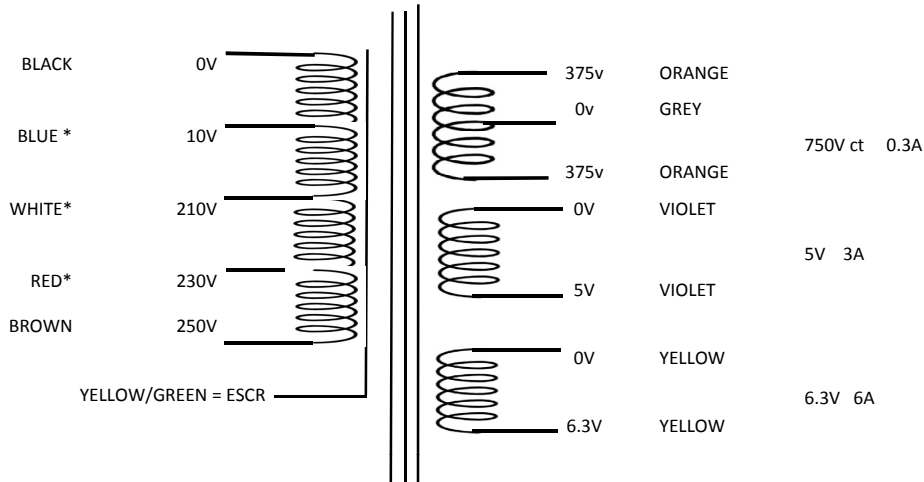 BLACK 0V
BLUE * 10V
WHITE* 210V
RED* 230V
BROWN 250V
YELLOW/GREEN = ESCR
375v ORANGE
0v GREY
750V ct 0.3A
375v ORANGE
0V VIOLET
5V 3A
5V VIOLET
0V YELLOW
6.3V 6A
6.3V YELLOW